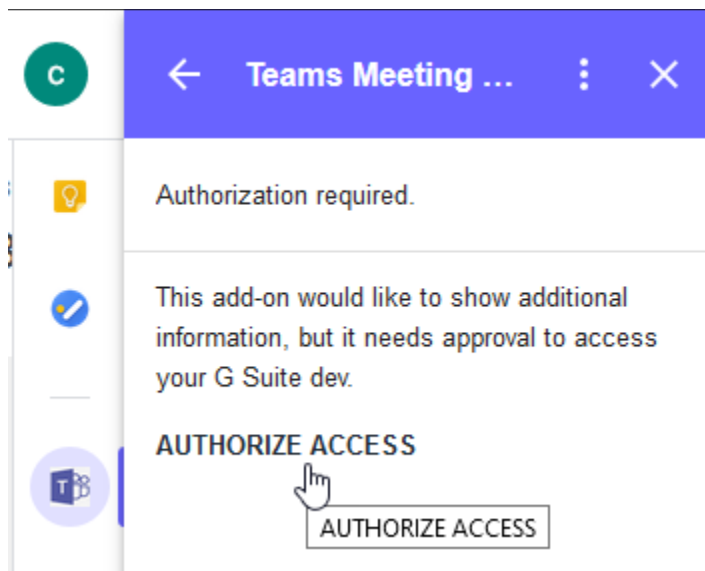 C
Teams Meeting ...
Authorization required.
This add-on would like to show additional
information, but it needs approval to access
your G Suite dev.
AUTHORIZE ACCESS
T
AUTHORIZE ACCESS